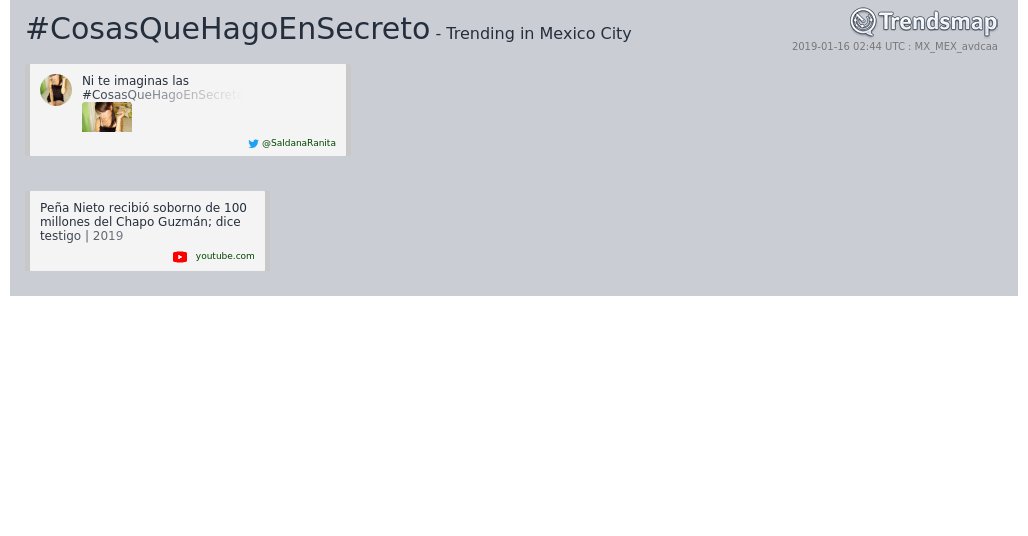 #CosasQueHagoEnSecreto - Trending in Mexico City
Trendsmap
2019-01-16 02:44 UTC : MX_MEX_avdcaa
Ni te imaginas las
#CosasQueHagoEnSecreto
@SaldanaRanita
Peña Nieto recibió soborno de 100
millones del Chapo Guzmán; dice
testigo | 2019
youtube.com